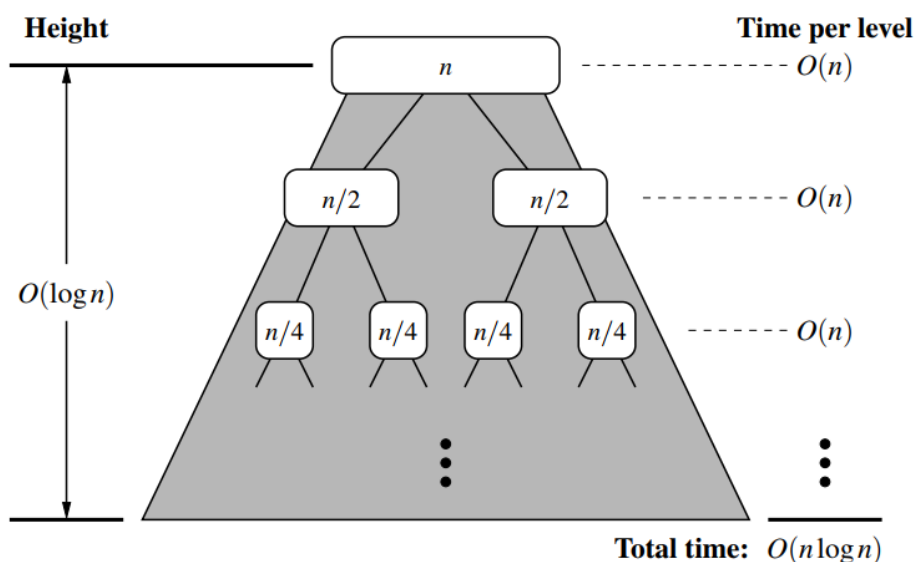 Height Time per level
n O(n)
n/2 n/2 O(n)
O(log n)
n/4 n/4 n/4 n/4 O(n)
Total time: O(n log n)